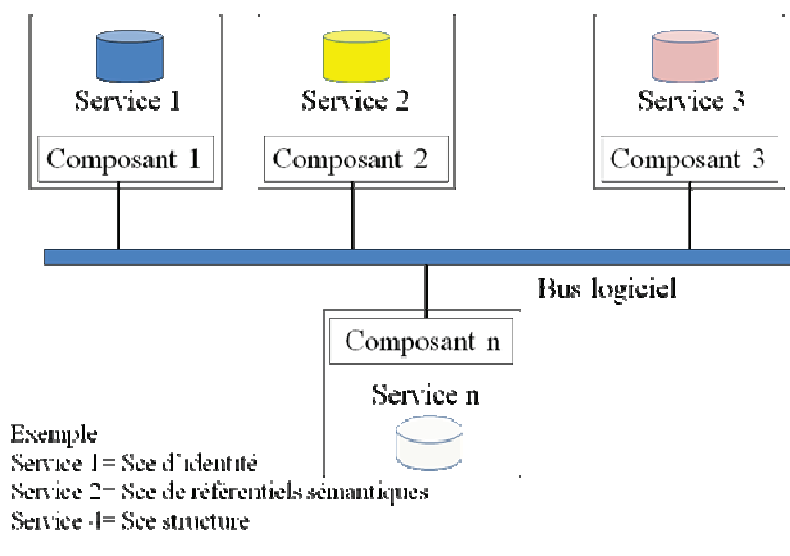 Service 1
Service 2
Service 3
Composant 1
Composant 2
Composant 3
Bus logiciel
Composant n
Service n
Exemple
Service 1= Sce d'identité
Service 2= Sce de référentiels sémantiques
Service 4= Sce structure